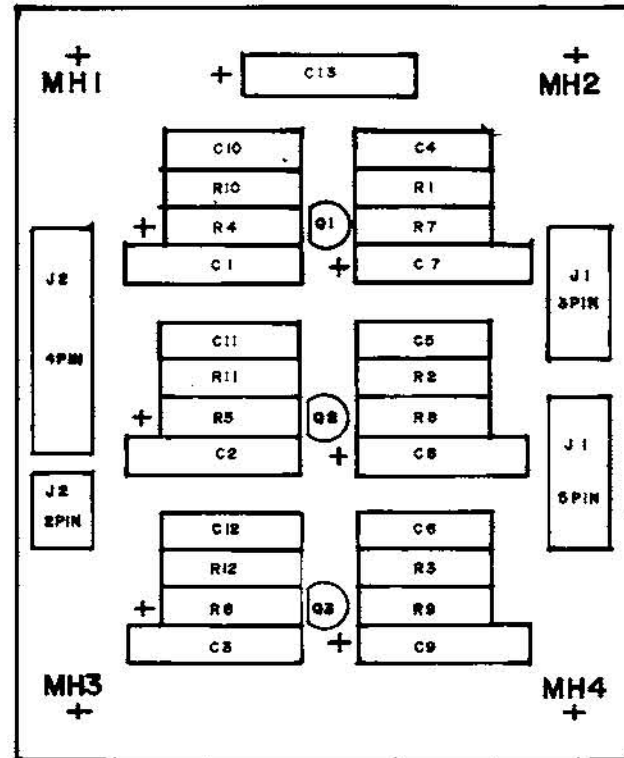 C13
MH1 MH2
C10 C4
R10 R1
R4 Q1 R7
C1 C7
J2 J1
3PIN
4PIN
C11 C5
R11 R2
R5 Q2 R8
C2 C8
J1
J2
2PIN 5PIN
C12 C6
R12 R3
R6 Q3 R9
C3 C9
MH3 MH4